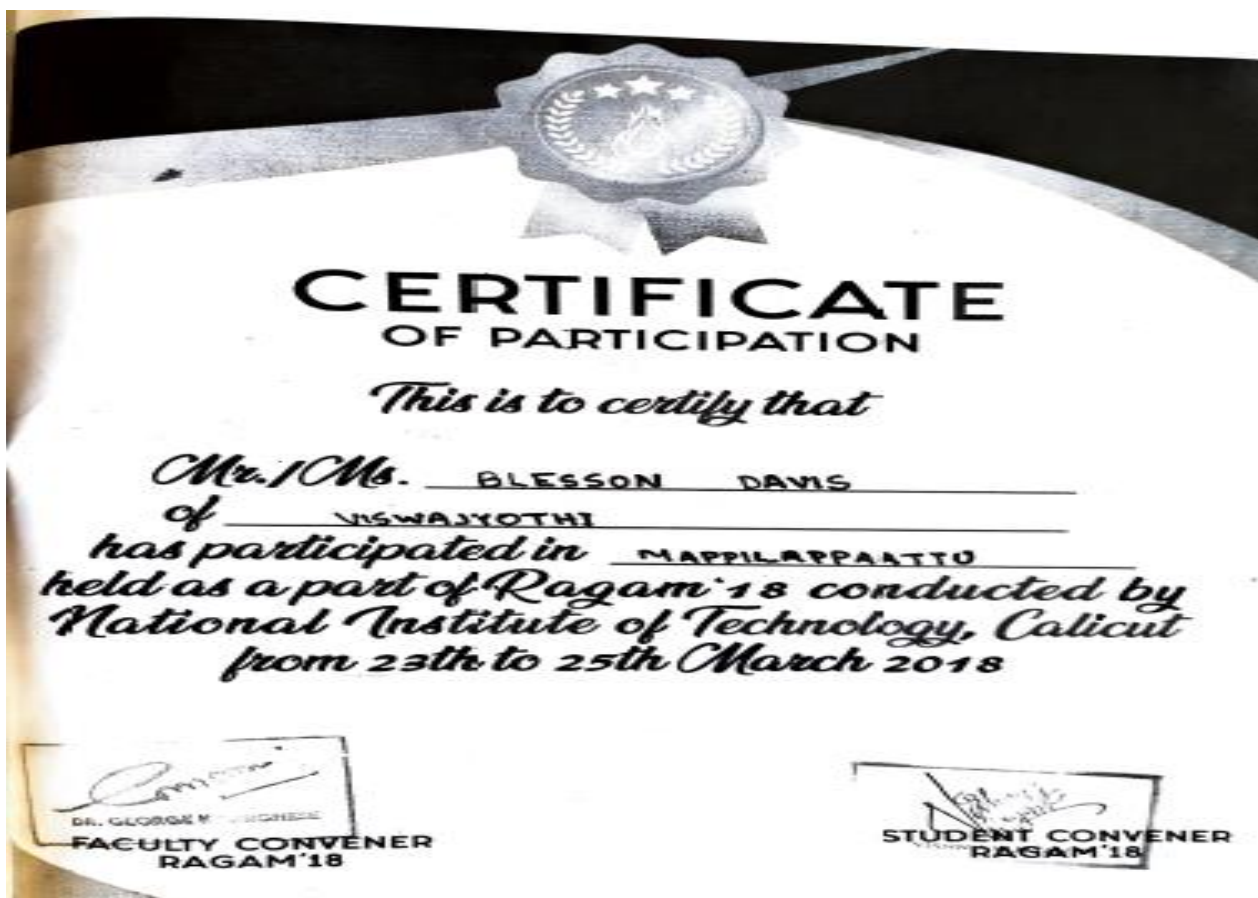 CERTIFICATE
OF PARTICIPATION
This is to certify that
Mr./Ms. BLESSON DAVIS
of VISWAJYOTHI
has participated in MAPPILAPPAATTU
held as a part of Ragam'18 conducted by
National Institute of Technology, Calicut
from 23th to 25th March 2018
DR. GEORGE K
FACULTY CONVENER
RAGAM'18
STUDENT CONVENER
RAGAM'18